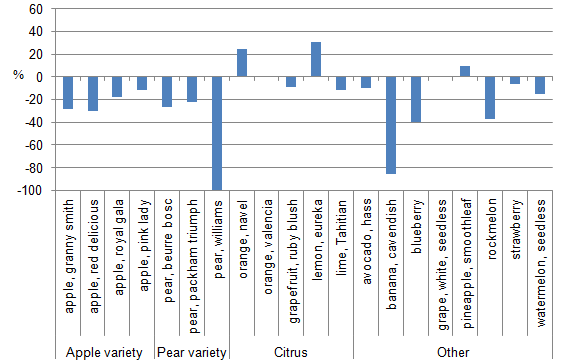 60
40
20
0
-20
-40
-60
-80
-100
%
apple, granny smith
apple, red delicious
apple, royal gala
apple, pink lady
pear, beurre bosc
pear, packham triumph
pear, williams
orange, navel
orange, valencia
grapefruit, ruby blush
lemon, eureka
lime, Tahitian
avocado, hass
banana, cavendish
blueberry
grape, white, seedless
pineapple, smoothleaf
rockmelon
strawberry
watermelon, seedless
Apple variety
Pear variety
Citrus
Other